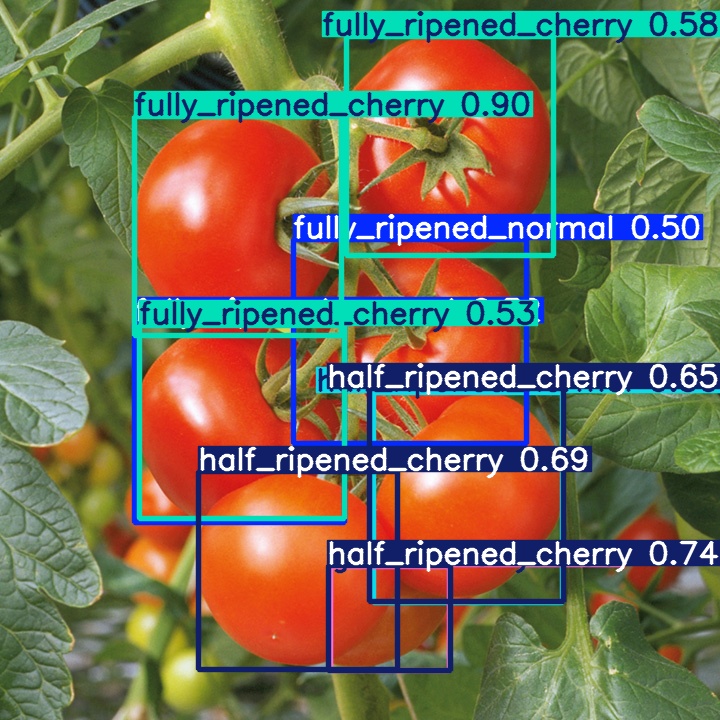 fully_ripened_cherry 0.58
fully_ripened_cherry 0.90
fully_ripened_normal 0.50
fully_ripened_cherry 0.53
half_ripened_cherry 0.65
half_ripened_cherry 0.69
half_ripened_cherry 0.74